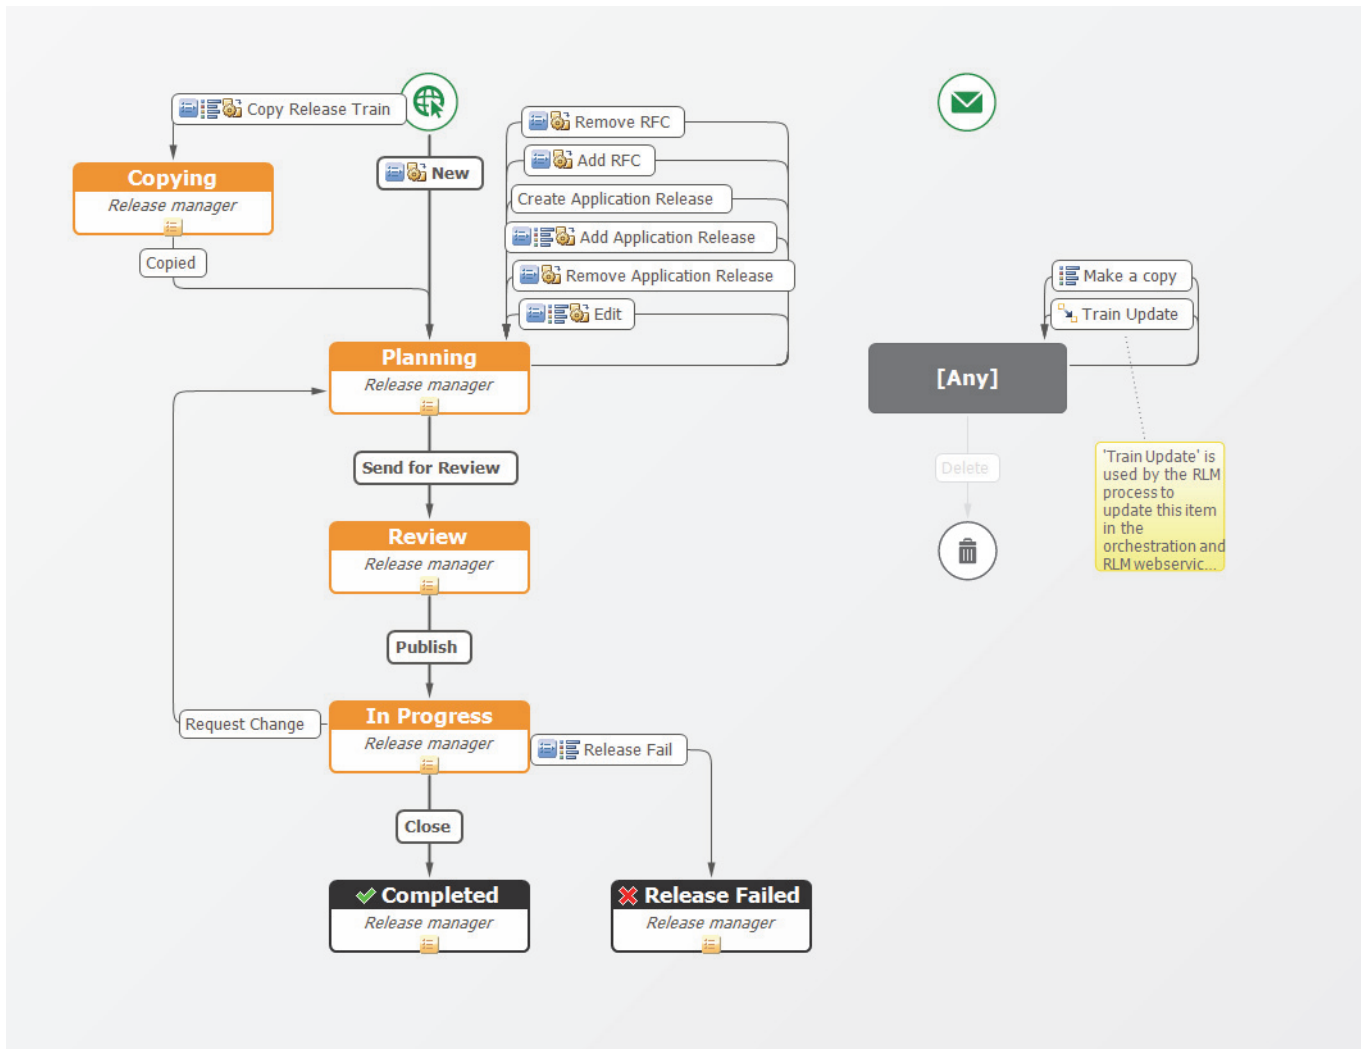 Copy Release Train
New
Copying
Release manager
Copied
Remove RFC
Add RFC
Create Application Release
Add Application Release
Remove Application Release
Edit
Planning
Release manager
Send for Review
Review
Release manager
Publish
In Progress
Release manager
Request Change
Release Fail
Close
Completed
Release manager
Release Failed
Release manager
Make a copy
Train Update
[Any]
Delete
'Train Update' is
used by the RLM
process to
update this item
in the
orchestration and
RLM webservic...